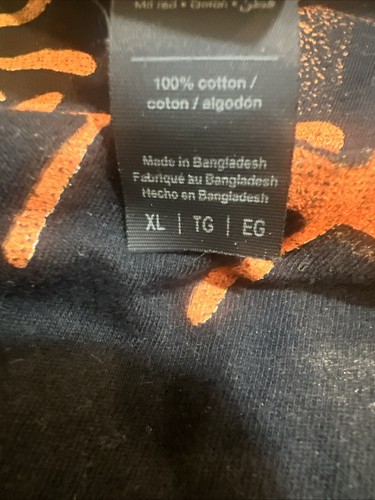 100% cotton /
coton / algodón
Made in Bangladesh
Fabriqué au Bangladesh
Hecho en Bangladesh
XL | TG | EG